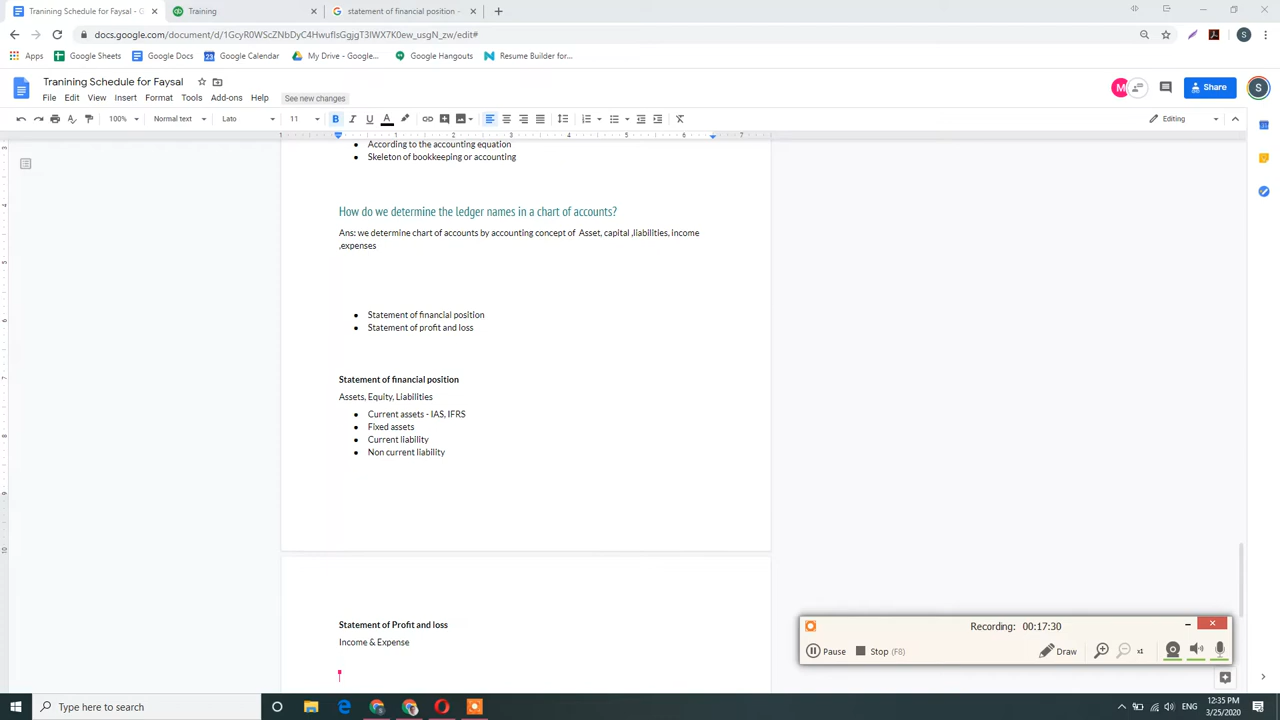 Tranining Schedule for Faysal
Training
statement of financial position -
docs.google.com/document/d/1GcyR0WScZNbDyC4HwufIsGgjgT3IWX7K0ew_usgN_zw/edit#
Apps
Google Sheets
Google Docs
Google Calendar
My Drive - Google...
Google Hangouts
Resume Builder for...
Tranining Schedule for Faysal
File Edit View Insert Format Tools Add-ons Help See new changes
Share
100% Normal text Lato 11 Editing
According to the accounting equation
Skeleton of bookkeeping or accounting
How do we determine the ledger names in a chart of accounts?
Ans: we determine chart of accounts by accounting concept of Asset, capital ,liabilities, income
,expenses
Statement of financial position
Statement of profit and loss
Statement of financial position
Assets, Equity, Liabilities
Current assets - IAS, IFRS
Fixed assets
Current liability
Non current liability
Statement of Profit and loss
Income & Expense
Recording: 00:17:30
Pause Stop (F8) Draw x1
Type here to search
ENG
12:35 PM
3/25/2020